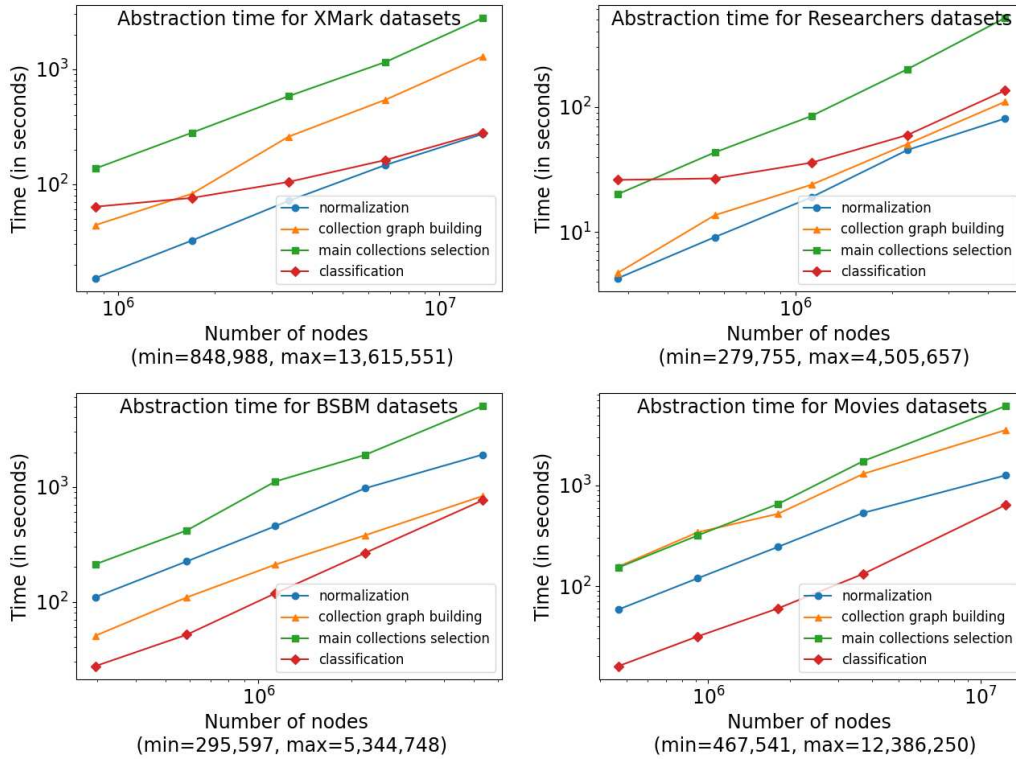 Abstraction time for XMark datasets
Time (in seconds)
10³
10²
normalization
collection graph building
main collections selection
classification
10⁶
10⁷
Number of nodes
(min=848,988, max=13,615,551)
Abstraction time for Researchers datasets
Time (in seconds)
10²
10¹
normalization
collection graph building
main collections selection
classification
10⁶
Number of nodes
(min=279,755, max=4,505,657)
Abstraction time for BSBM datasets
Time (in seconds)
10³
10²
normalization
collection graph building
main collections selection
classification
10⁶
Number of nodes
(min=295,597, max=5,344,748)
Abstraction time for Movies datasets
Time (in seconds)
10³
10²
normalization
collection graph building
main collections selection
classification
10⁶
10⁷
Number of nodes
(min=467,541, max=12,386,250)